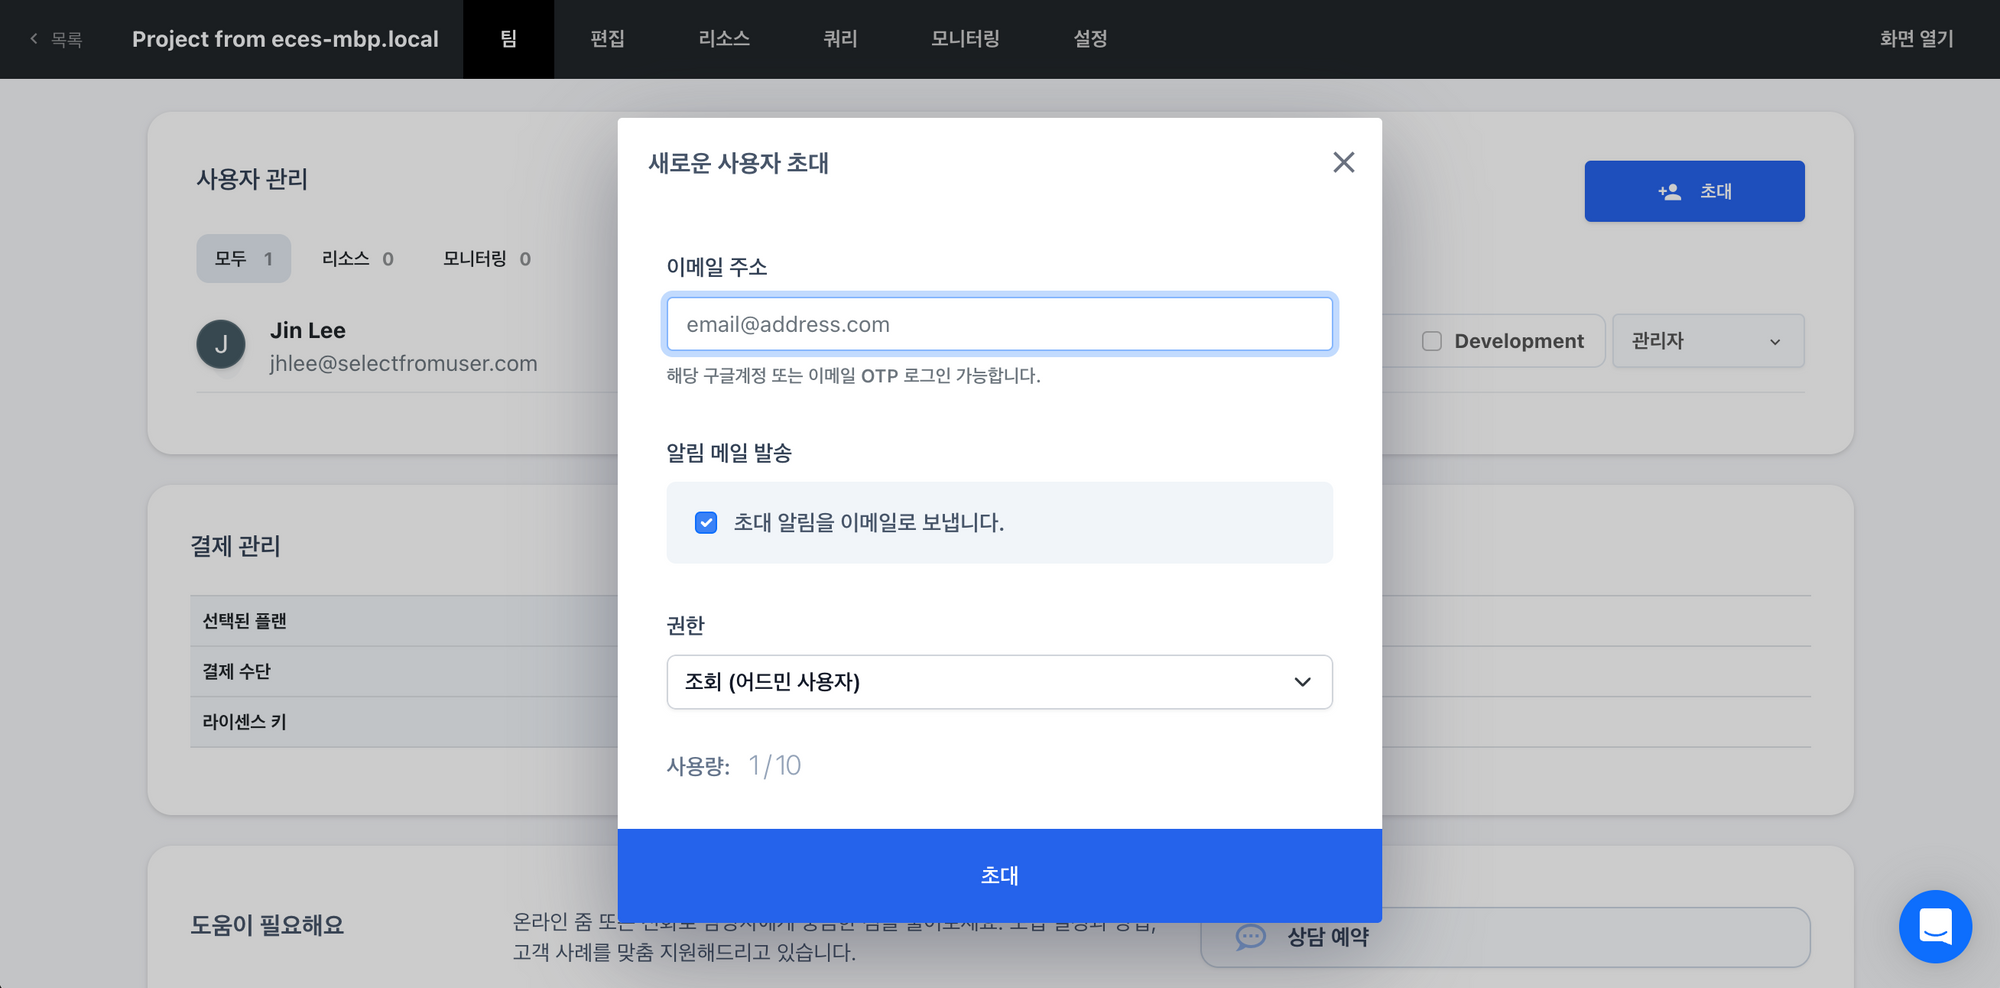 목록
Project from eces-mbp.local
팀
편집
리소스
쿼리
모니터링
설정
화면 열기
사용자 관리
초대
모두 1
리소스 0
모니터링 0
J
Jin Lee
jhlee@selectfromuser.com
Development
관리자
새로운 사용자 초대
이메일 주소
email@address.com
해당 구글계정 또는 이메일 OTP 로그인 가능합니다.
알림 메일 발송
초대 알림을 이메일로 보냅니다.
권한
조회 (어드민 사용자)
사용량: 1/10
초대
결제 관리
선택된 플랜
결제 수단
라이센스 키
도움이 필요해요
온라인 줌 또는
고객 사례를 맞춤 지원해드리고 있습니다.
상담 예약